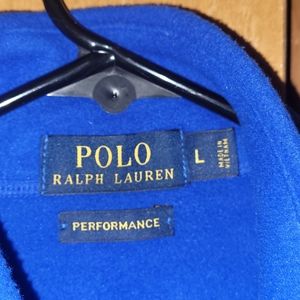 POLO
RALPH LAUREN
L
MADE IN
VIETNAM
PERFORMANCE